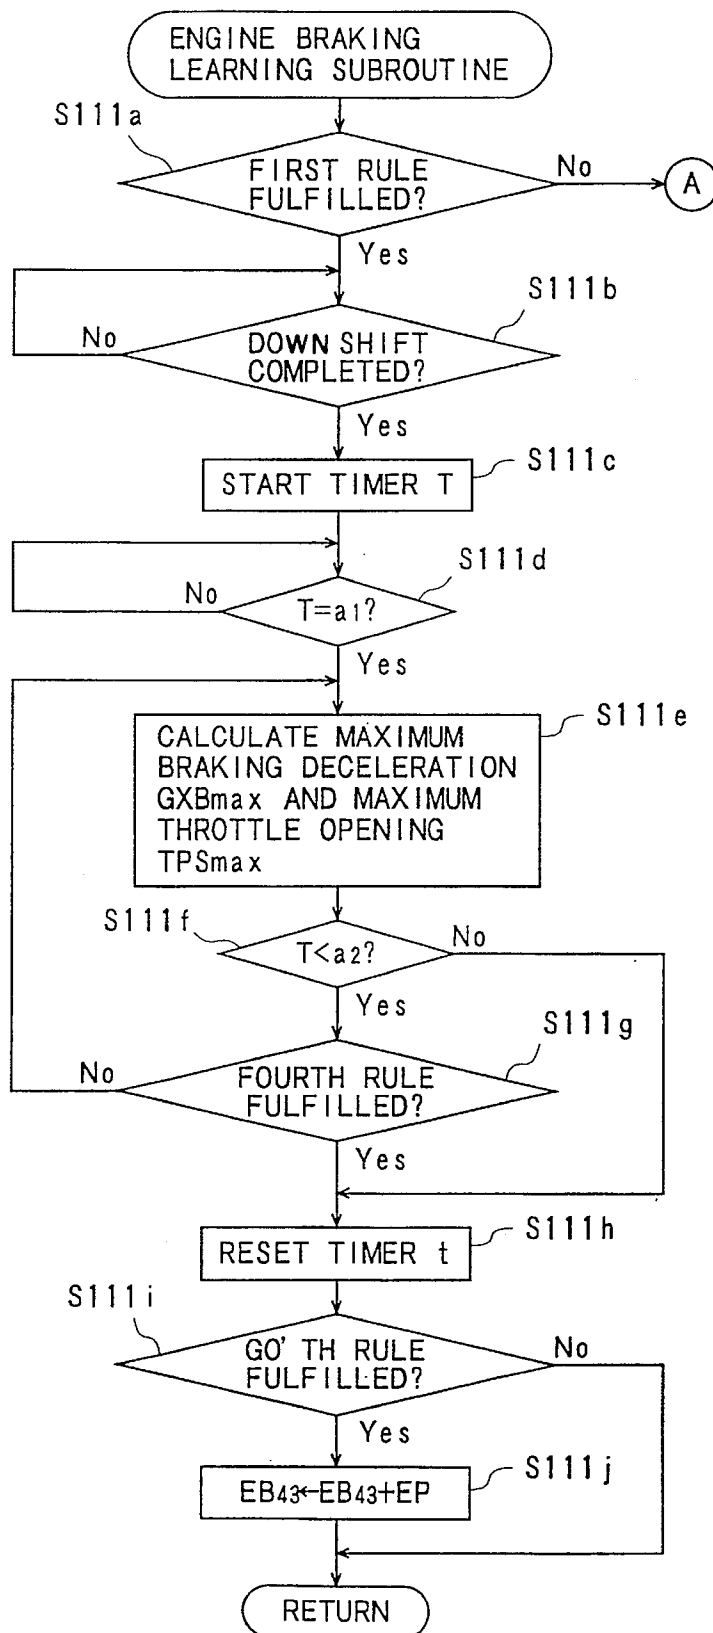 ENGINE BRAKING
LEARNING SUBROUTINE
S111a
FIRST RULE
FULFILLED?
No
A
Yes
S111b
No
DOWN SHIFT
COMPLETED?
Yes
S111c
START TIMER T
S111d
No
T=a1?
Yes
S111e
CALCULATE MAXIMUM
BRAKING DECELERATION
GXBmax AND MAXIMUM
THROTTLE OPENING
TPSmax
S111f
T<a2?
No
Yes
S111g
No
FOURTH RULE
FULFILLED?
Yes
S111h
RESET TIMER t
S111i
GO' TH RULE
FULFILLED?
No
Yes
S111j
EB43←EB43+EP
RETURN